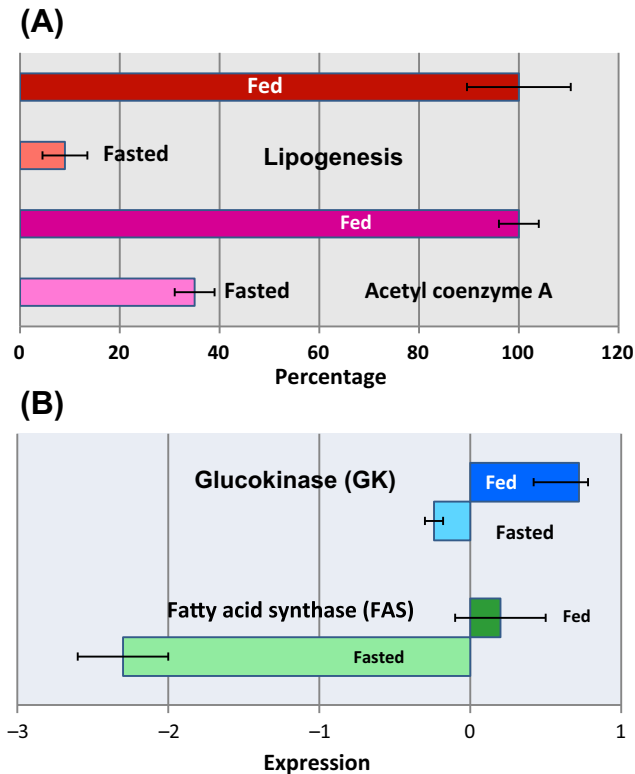 (A)
Fed
Fasted
Lipogenesis
Fed
Fasted
Acetyl coenzyme A
0 20 40 60 80 100 120
Percentage
(B)
Glucokinase (GK)
Fed
Fasted
Fatty acid synthase (FAS)
Fed
Fasted
–3 –2 –1 0 1
Expression